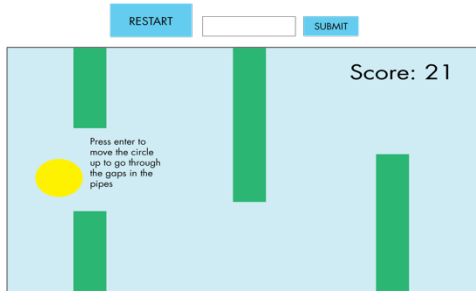 RESTART
SUBMIT
Score: 21
Press enter to
move the circle
up to go through
the gaps in the
pipes